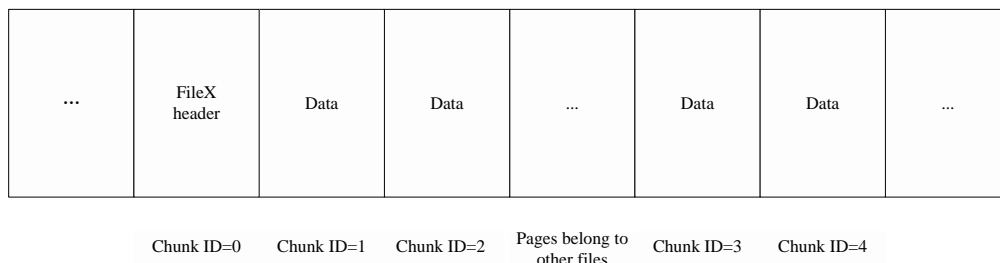 ...
FileX
header
Data
Data
...
Data
Data
...
Chunk ID=0
Chunk ID=1
Chunk ID=2
Pages belong to
other files
Chunk ID=3
Chunk ID=4